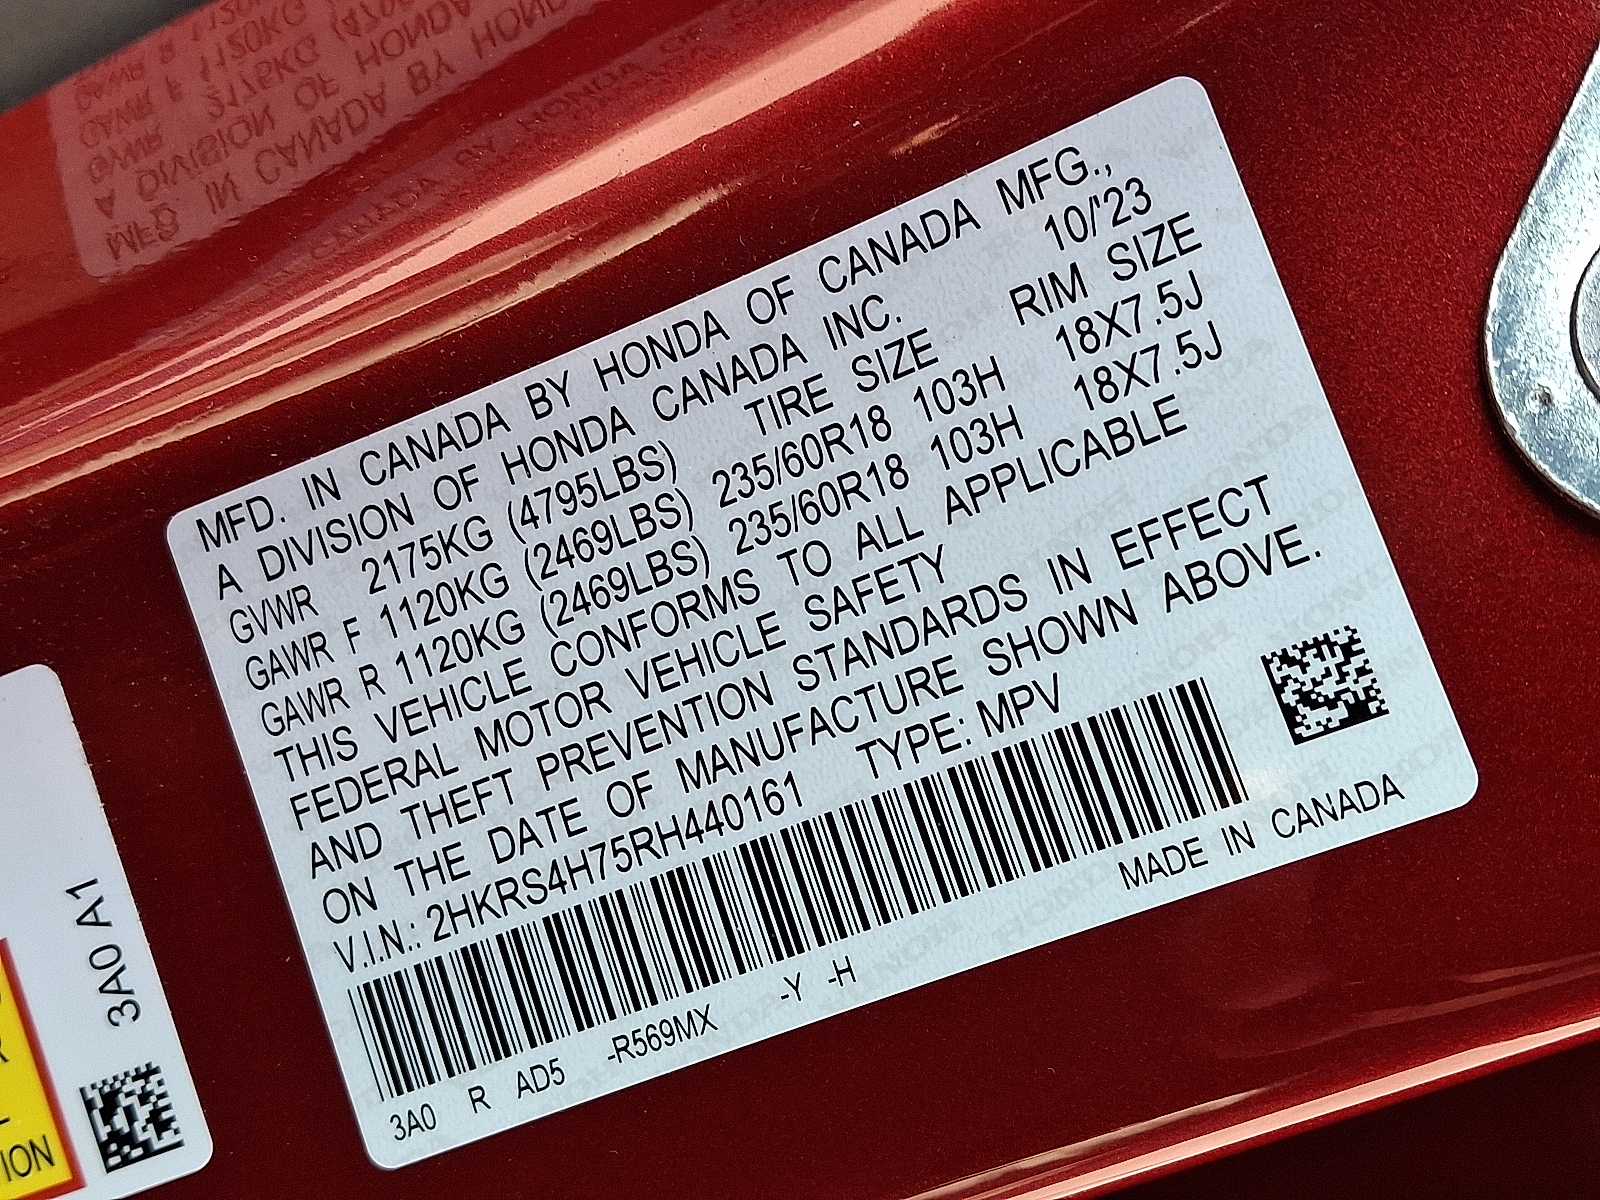 MFD. IN CANADA BY HONDA OF CANADA MFG.,
A DIVISION OF HONDA CANADA INC. 10/'23
GVWR 2175KG (4795LBS) TIRE SIZE RIM SIZE
GAWR F 1120KG (2469LBS) 235/60R18 103H 18X7.5J
GAWR R 1120KG (2469LBS) 235/60R18 103H 18X7.5J
THIS VEHICLE CONFORMS TO ALL APPLICABLE
FEDERAL MOTOR VEHICLE SAFETY
AND THEFT PREVENTION STANDARDS IN EFFECT
ON THE DATE OF MANUFACTURE SHOWN ABOVE.
V.I.N.: 2HKRS4H75RH440161 TYPE: MPV
MADE IN CANADA
3A0 R AD5 -R569MX -Y -H
3A0 A1
ION